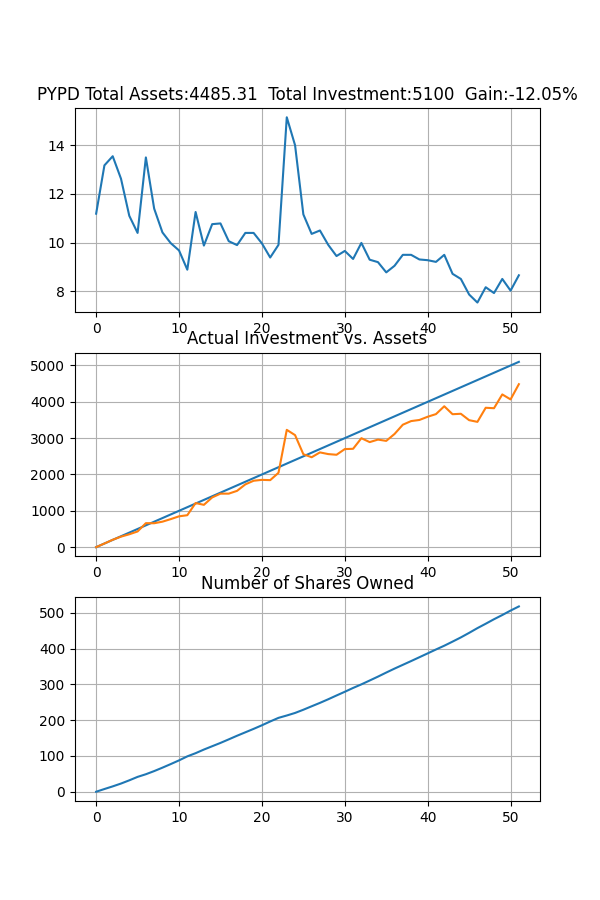 PYPD Total Assets:4485.31 Total Investment:5100 Gain:-12.05%
14
12
10
8
0 10 20 30 40 50
Actual Investment vs. Assets
5000
4000
3000
2000
1000
0
0 10 20 30 40 50
Number of Shares Owned
500
400
300
200
100
0
0 10 20 30 40 50